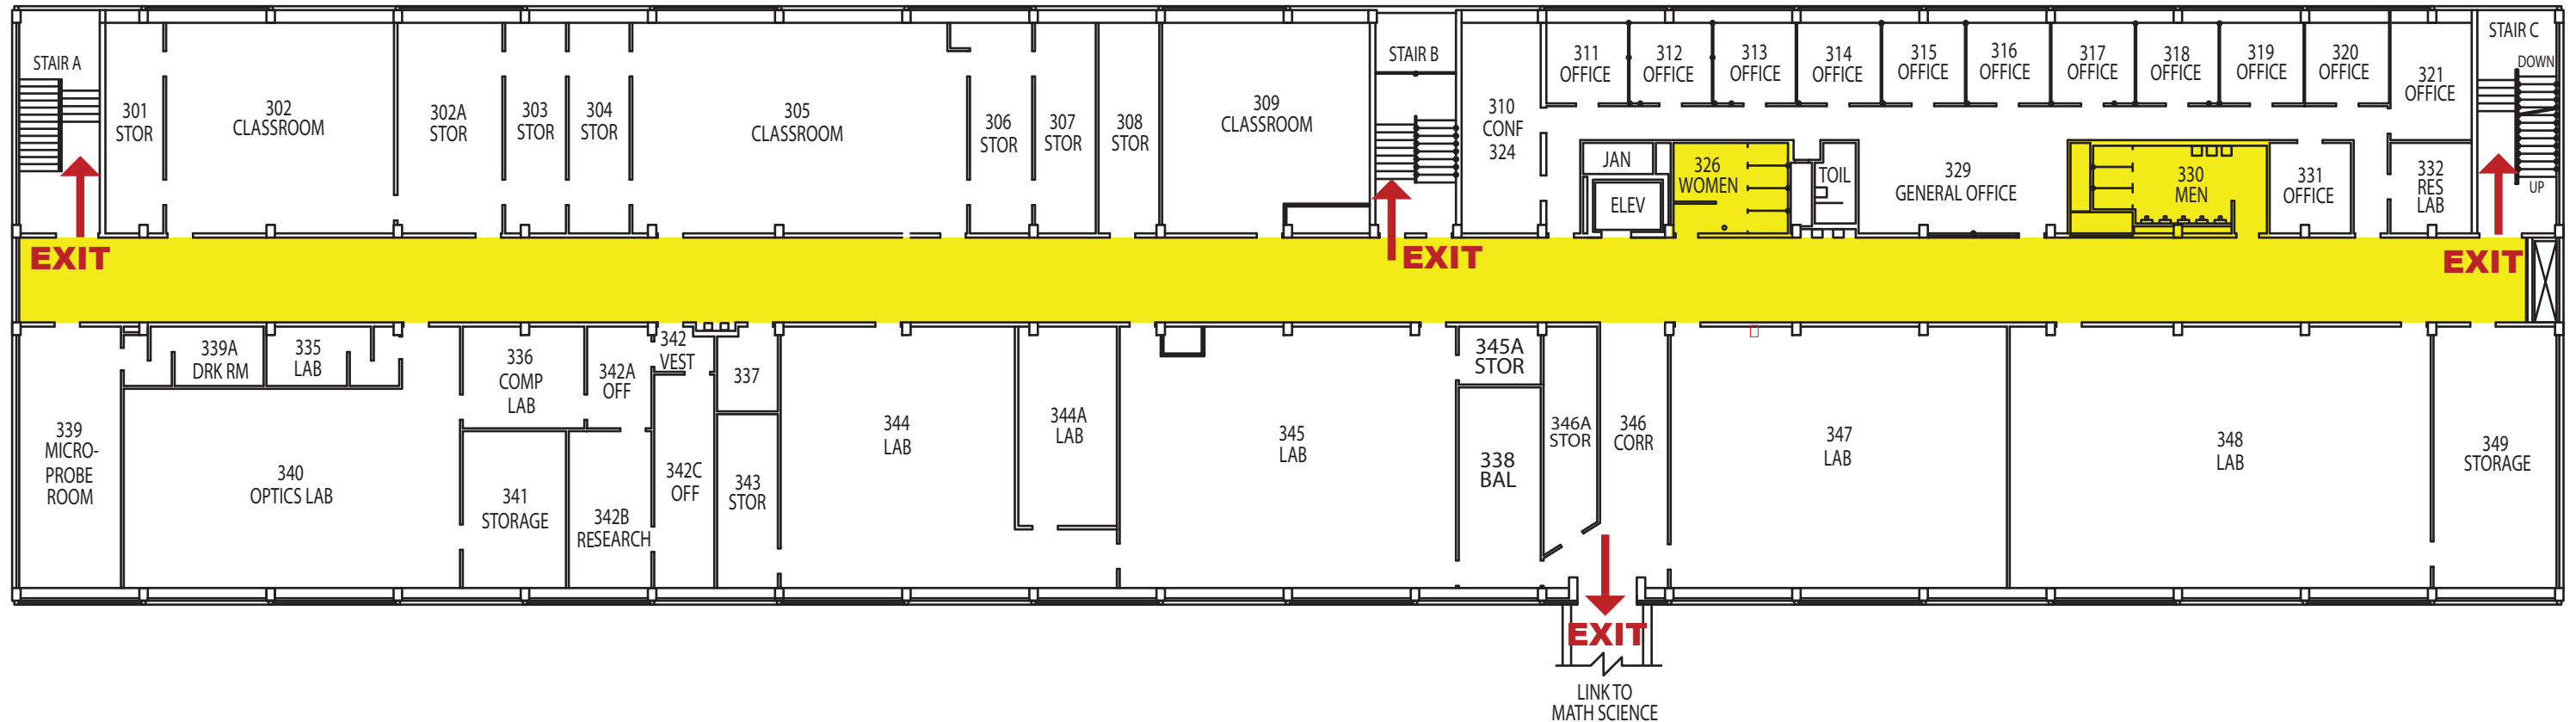 STAIR A
301
STOR
302
CLASSROOM
302A
STOR
303
STOR
304
STOR
305
CLASSROOM
306
STOR
307
STOR
308
STOR
309
CLASSROOM
STAIR B
310
CONF
324
311
OFFICE
312
OFFICE
313
OFFICE
314
OFFICE
315
OFFICE
316
OFFICE
317
OFFICE
318
OFFICE
319
OFFICE
320
OFFICE
321
OFFICE
STAIR C
DOWN
UP
JAN
ELEV
326
WOMEN
TOIL
329
GENERAL OFFICE
330
MEN
331
OFFICE
332
RES
LAB
EXIT
EXIT
EXIT
339
MICRO-
PROBE
ROOM
339A
DRK RM
335
LAB
340
OPTICS LAB
336
COMP
LAB
341
STORAGE
342A
OFF
342B
RESEARCH
342
VEST
342C
OFF
337
343
STOR
344
LAB
344A
LAB
345
LAB
345A
STOR
338
BAL
346A
STOR
346
CORR
347
LAB
348
LAB
349
STORAGE
EXIT
LINK TO
MATH SCIENCE